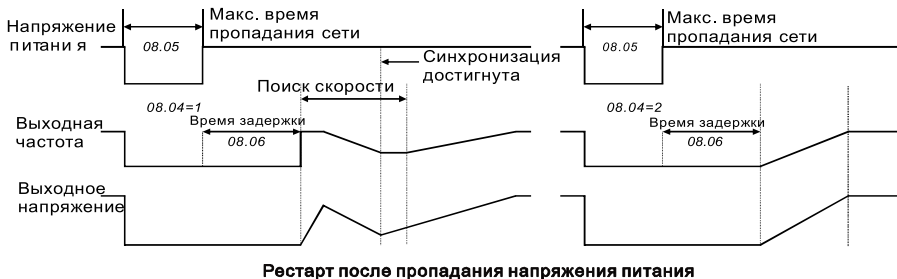 Напряжение
питания
Макс. время
пропадания сети
08.05
Синхронизация
достигнута
Поиск скорости
08.04=1
Время задержки
08.06
Выходная
частота
Выходное
напряжение
Макс. время
пропадания сети
08.05
08.04=2
Время задержки
08.06
Рестарт после пропадания напряжения питания